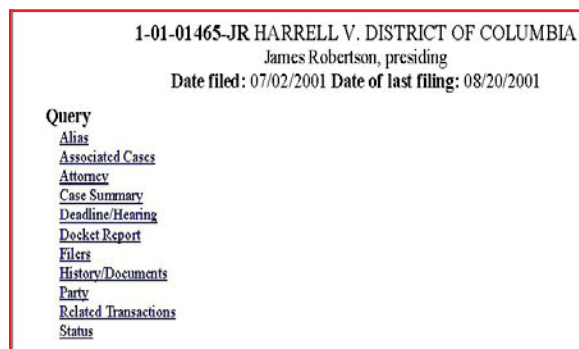 1-01-01465-JR HARRELL V. DISTRICT OF COLUMBIA
James Robertson, presiding
Date filed: 07/02/2001 Date of last filing: 08/20/2001
Query
Alias
Associated Cases
Attorney
Case Summary
Deadline/Hearing
Docket Report
Filers
History/Documents
Party
Related Transactions
Status